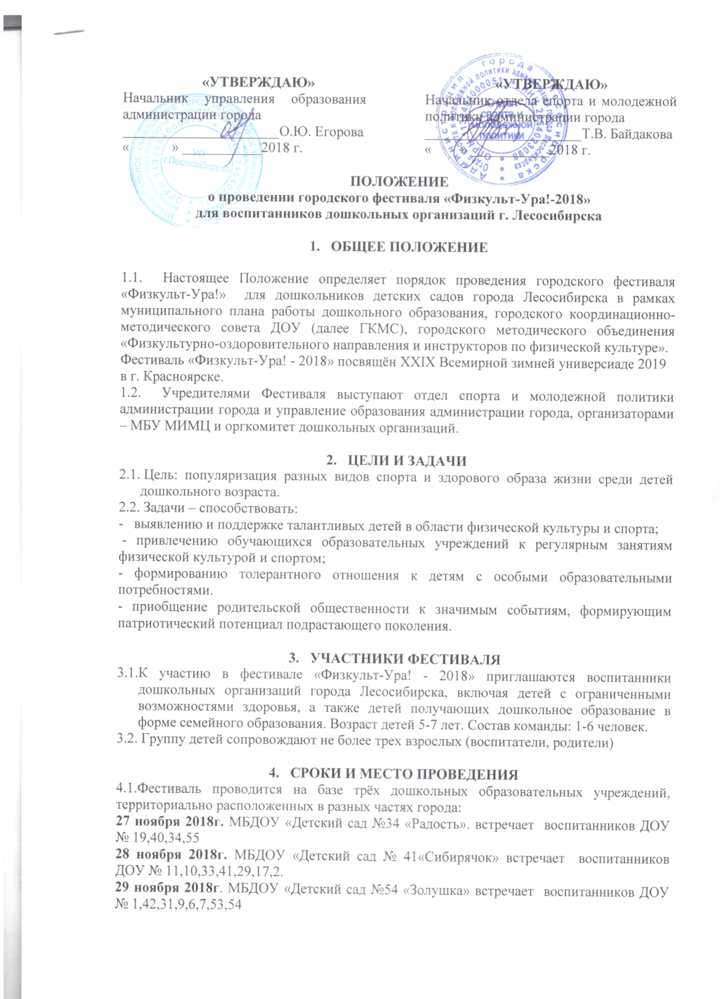 «УТВЕРЖДАЮ»
Начальник управления образования
администрации города
______________________О.Ю. Егорова
« » ___________2018 г.
«УТВЕРЖДАЮ»
Начальник отдела спорта и молодежной
политики администрации города
______________________Т.В. Байдакова
« » ___________2018 г.
УО
г.Лесосибирска
Отдел
спорта и
молодежной
политики
ПОЛОЖЕНИЕ
о проведении городского фестиваля «Физкульт-Ура!-2018»
для воспитанников дошкольных организаций г. Лесосибирска
1. ОБЩЕЕ ПОЛОЖЕНИЕ
1.1. Настоящее Положение определяет порядок проведения городского фестиваля
«Физкульт-Ура!» для дошкольников детских садов города Лесосибирска в рамках
муниципального плана работы дошкольного образования, городского координационно-
методического совета ДОУ (далее ГКМС), городского методического объединения
«Физкультурно-оздоровительного направления и инструкторов по физической культуре».
Фестиваль «Физкульт-Ура! - 2018» посвящён XXIX Всемирной зимней универсиаде 2019
в г. Красноярске.
1.2. Учредителями Фестиваля выступают отдел спорта и молодежной политики
администрации города и управление образования администрации города, организаторами
– МБУ МИМЦ и оргкомитет дошкольных организаций.
2. ЦЕЛИ И ЗАДАЧИ
2.1. Цель: популяризация разных видов спорта и здорового образа жизни среди детей
дошкольного возраста.
2.2. Задачи – способствовать:
- выявлению и поддержке талантливых детей в области физической культуры и спорта;
- привлечению обучающихся образовательных учреждений к регулярным занятиям
физической культурой и спортом;
- формированию толерантного отношения к детям с особыми образовательными
потребностями.
- приобщение родительской общественности к значимым событиям, формирующим
патриотический потенциал подрастающего поколения.
3. УЧАСТНИКИ ФЕСТИВАЛЯ
3.1.К участию в фестивале «Физкульт-Ура! - 2018» приглашаются воспитанники
дошкольных организаций города Лесосибирска, включая детей с ограниченными
возможностями здоровья, а также детей получающих дошкольное образование в
форме семейного образования. Возраст детей 5-7 лет. Состав команды: 1-6 человек.
3.2. Группу детей сопровождают не более трех взрослых (воспитатели, родители)
4. СРОКИ И МЕСТО ПРОВЕДЕНИЯ
4.1.Фестиваль проводится на базе трёх дошкольных образовательных учреждений,
территориально расположенных в разных частях города:
27 ноября 2018г. МБДОУ «Детский сад №34 «Радость». встречает воспитанников ДОУ
№ 19,40,34,55
28 ноября 2018г. МБДОУ «Детский сад № 41«Сибирячок» встречает воспитанников
ДОУ № 11,10,33,41,29,17,2.
29 ноября 2018г. МБДОУ «Детский сад №54 «Золушка» встречает воспитанников ДОУ
№ 1,42,31,9,6,7,53,54